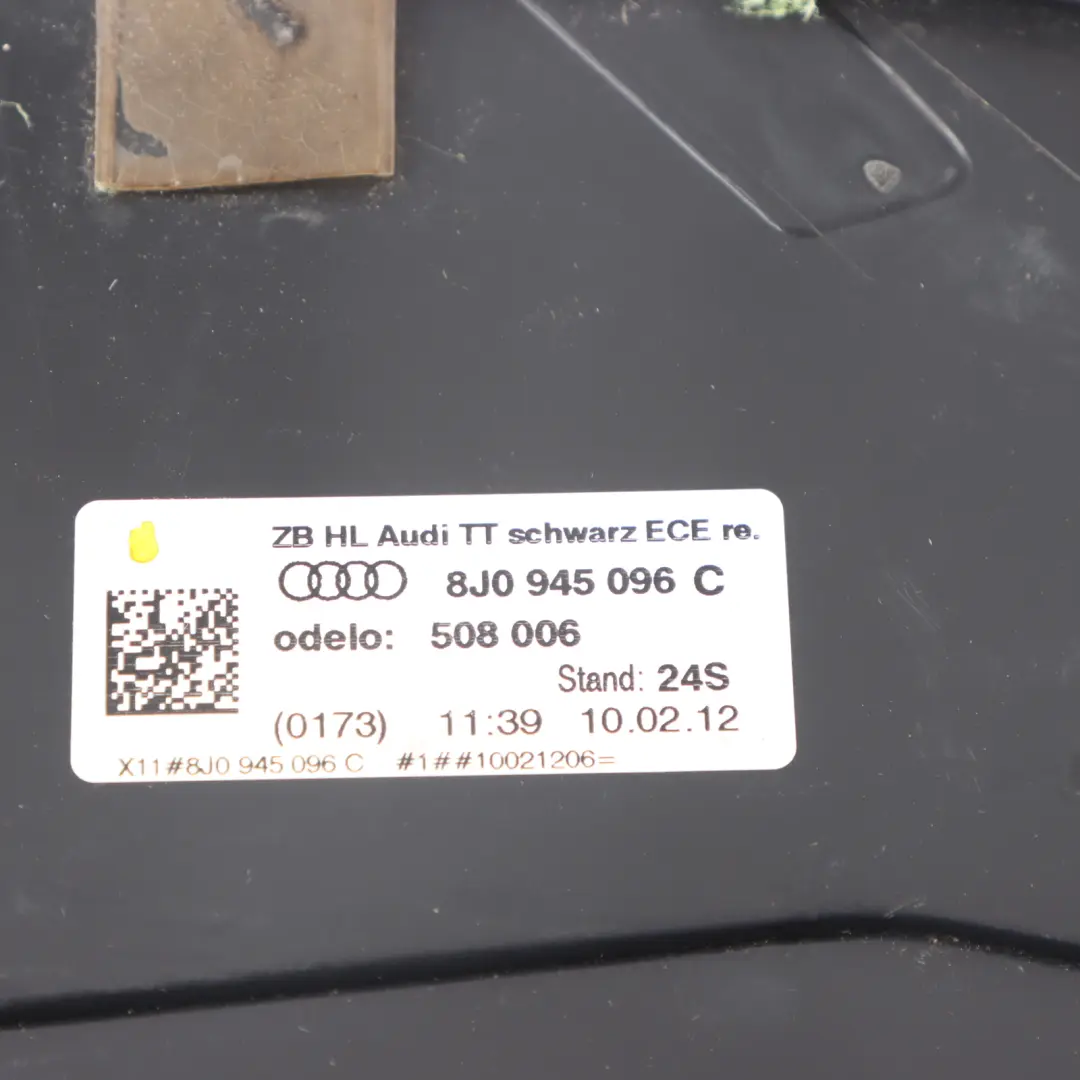 ZB HL Audi TT schwarz ECE re.
8J0 945 096 C
odelo: 508 006
Stand: 24S
(0173) 11:39 10.02.12
X11#8J0 945 096 C #1##10021206=